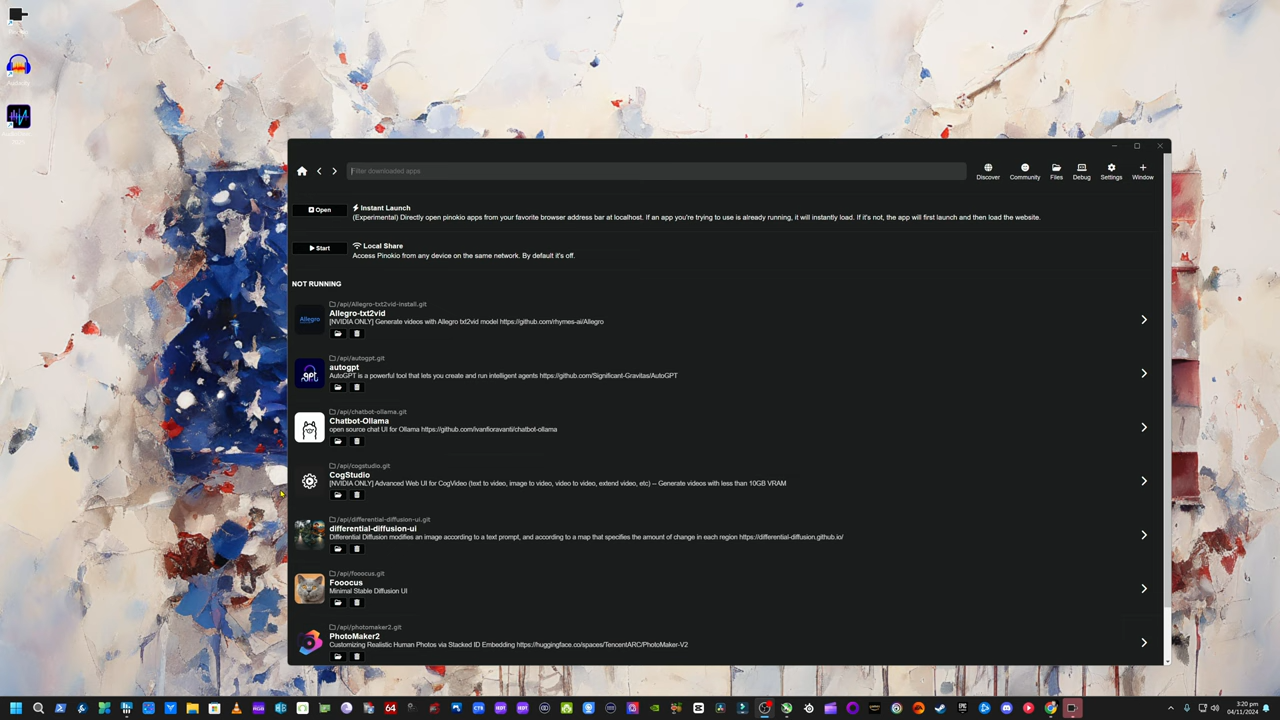 Filter downloaded apps
Discover
Community
Files
Debug
Settings
Window
Open
Instant Launch
(Experimental) Directly open pinokio apps from your favorite browser address bar at localhost. If an app you're trying to use is already running, it will instantly load. If it's not, the app will first launch and then load the website.
Start
Local Share
Access Pinokio from any device on the same network. By default it's off.
NOT RUNNING
/api/Allegro-txt2vid-install.git
Allegro
Allegro-txt2vid
[NVIDIA ONLY] Generate videos with Allegro txt2vid model https://github.com/rhymes-ai/Allegro
/api/autogpt.git
gpt
autogpt
AutoGPT is a powerful tool that lets you create and run intelligent agents https://github.com/Significant-Gravitas/AutoGPT
/api/chatbot-ollama.git
Chatbot-Ollama
open source chat UI for Ollama https://github.com/ivanfioravanti/chatbot-ollama
/api/cogstudio.git
CogStudio
[NVIDIA ONLY] Advanced Web UI for CogVideo (text to video, image to video, video to video, extend video, etc) -- Generate videos with less than 10GB VRAM
/api/differential-diffusion-ui.git
differential-diffusion-ui
Differential Diffusion modifies an image according to a text prompt, and according to a map that specifies the amount of change in each region https://differential-diffusion.github.io/
/api/fooocus.git
Fooocus
Minimal Stable Diffusion UI
/api/photomaker2.git
PhotoMaker2
Customizing Realistic Human Photos via Stacked ID Embedding https://huggingface.co/spaces/TencentARC/PhotoMaker-V2
64
3:20 pm
04/11/2024